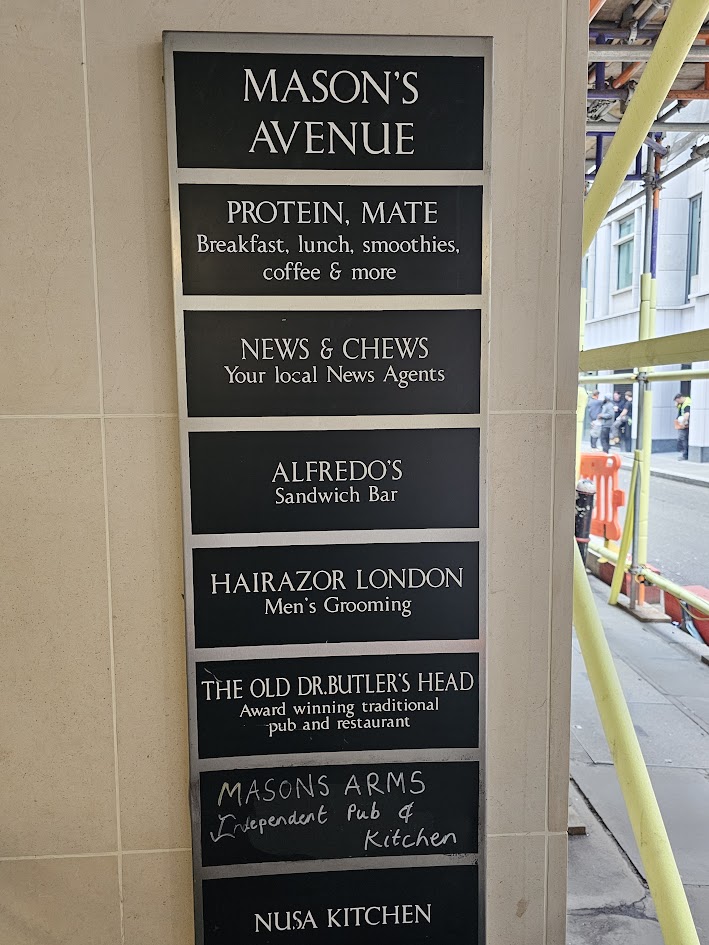 MASON'S
AVENUE
PROTEIN, MATE
Breakfast, lunch, smoothies,
coffee & more
NEWS & CHEWS
Your local News Agents
ALFREDO'S
Sandwich Bar
HAIRAZOR LONDON
Men's Grooming
THE OLD DR.BUTLER'S HEAD
Award winning traditional
pub and restaurant
MASONS ARMS
Independent Pub &
Kitchen
NUSA KITCHEN